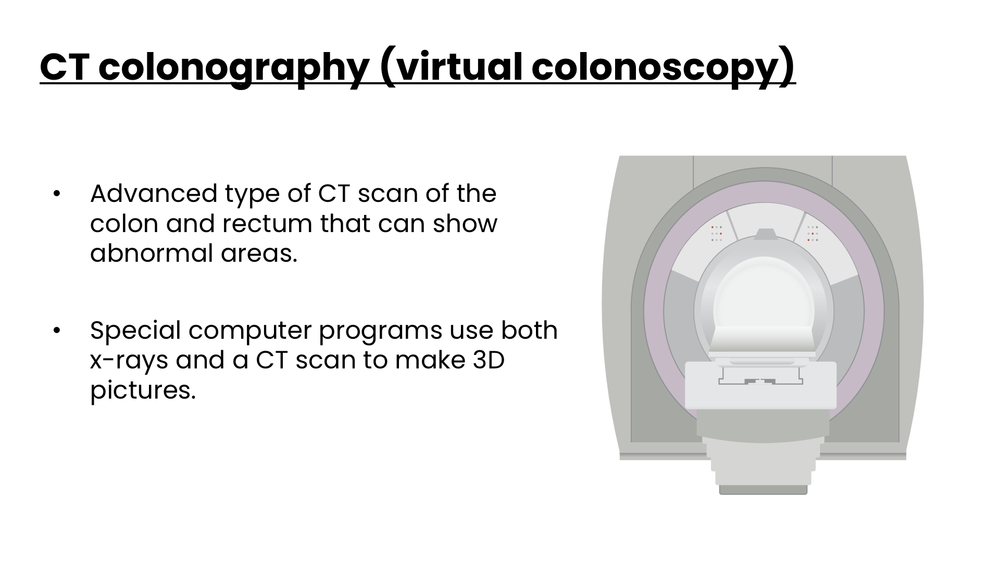 CT colonography (virtual colonoscopy)
• Advanced type of CT scan of the
colon and rectum that can show
abnormal areas.
• Special computer programs use both
x-rays and a CT scan to make 3D
pictures.